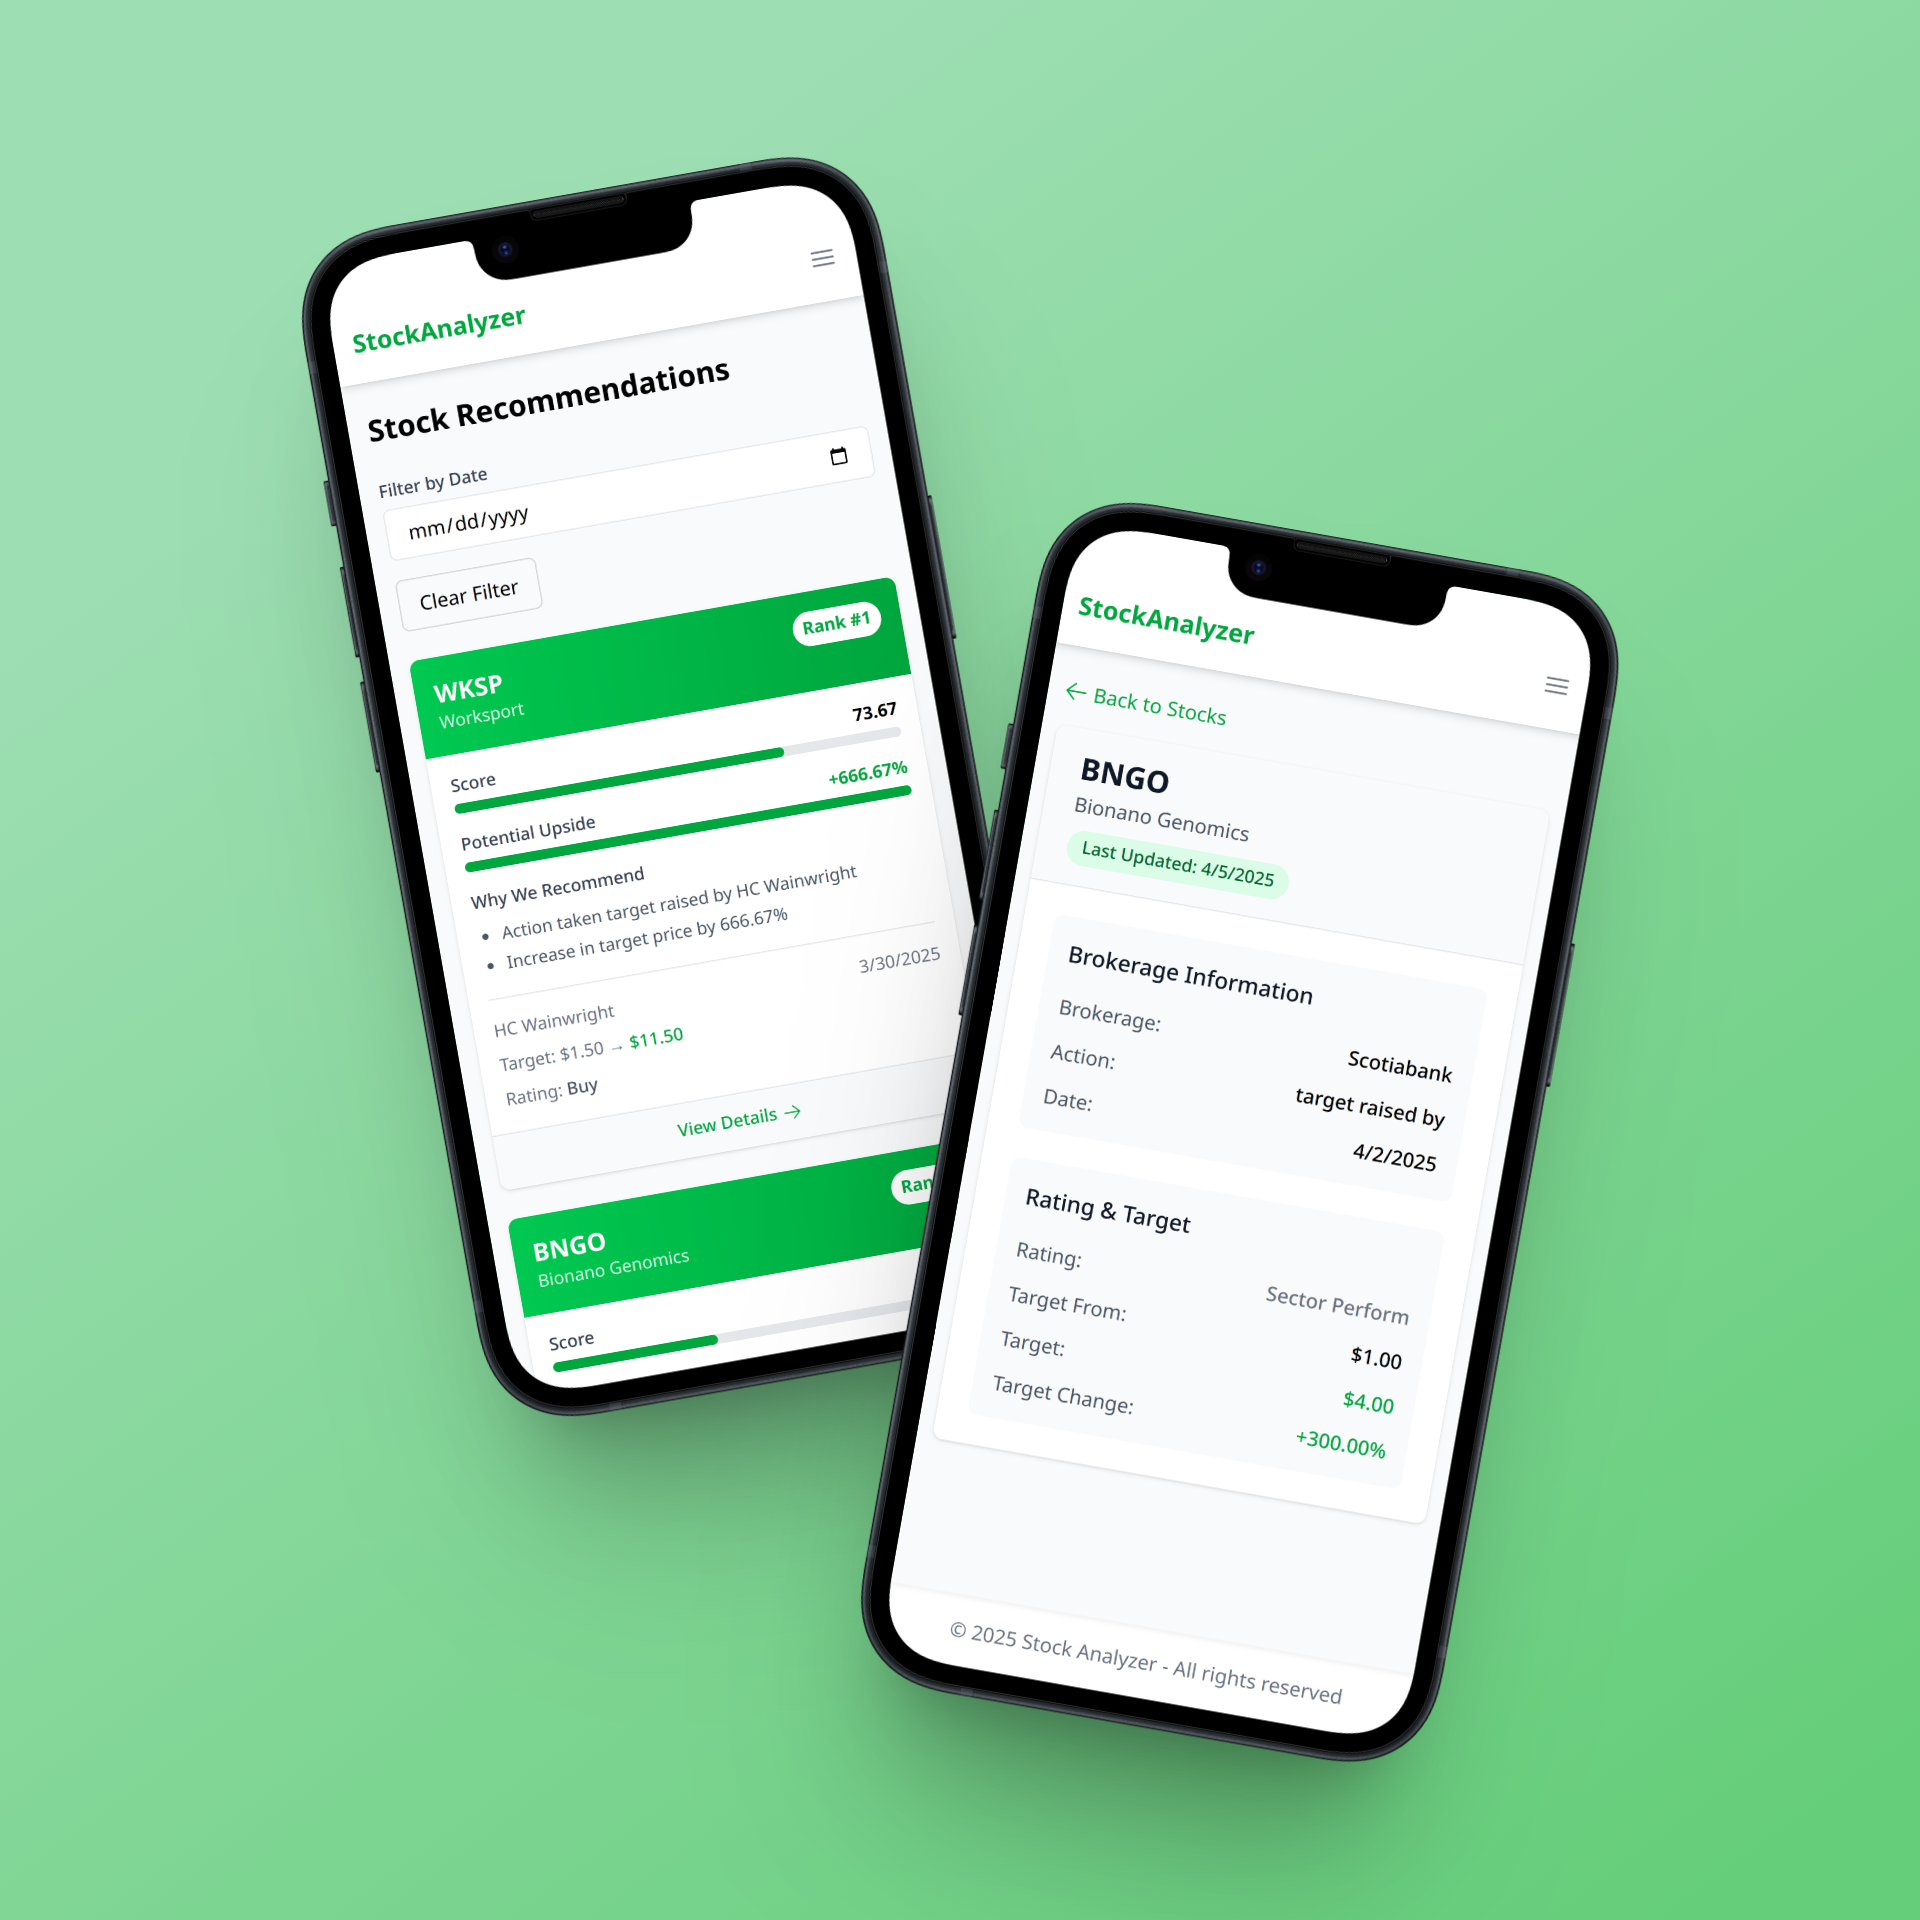 StockAnalyzer
Stock Recommendations
Filter by Date
mm/dd/yyyy
Clear Filter
Rank #1
WKSP
Worksport
Score
73.67
Potential Upside
+666.67%
Why We Recommend
• Action taken target raised by HC Wainwright
• Increase in target price by 666.67%
HC Wainwright
3/30/2025
Target: $1.50 → $11.50
Rating: Buy
View Details →
BNGO
Bionano Genomics
Score
StockAnalyzer
← Back to Stocks
BNGO
Bionano Genomics
Last Updated: 4/5/2025
Brokerage Information
Brokerage: Scotiabank
Action: target raised by
Date: 4/2/2025
Rating & Target
Rating: Sector Perform
Target From: $1.00
Target: $4.00
Target Change: +300.00%
© 2025 Stock Analyzer - All rights reserved